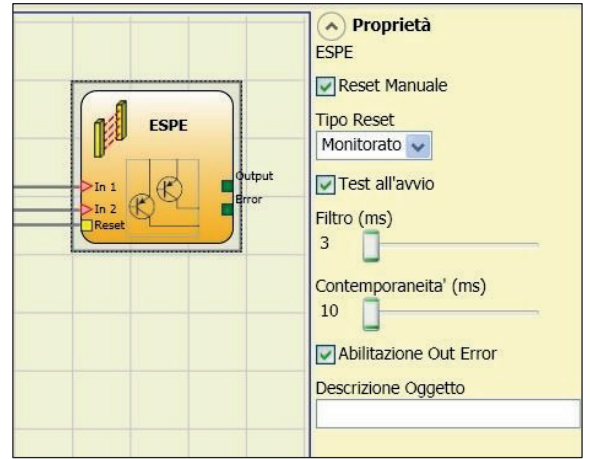 ESPE
In 1
In 2
Reset
Output
Error
Proprietà
ESPE
Reset Manuale
Tipo Reset
Monitorato
Test all'avvio
Filtro (ms)
3
Contemporaneita' (ms)
10
Abilitazione Out Error
Descrizione Oggetto